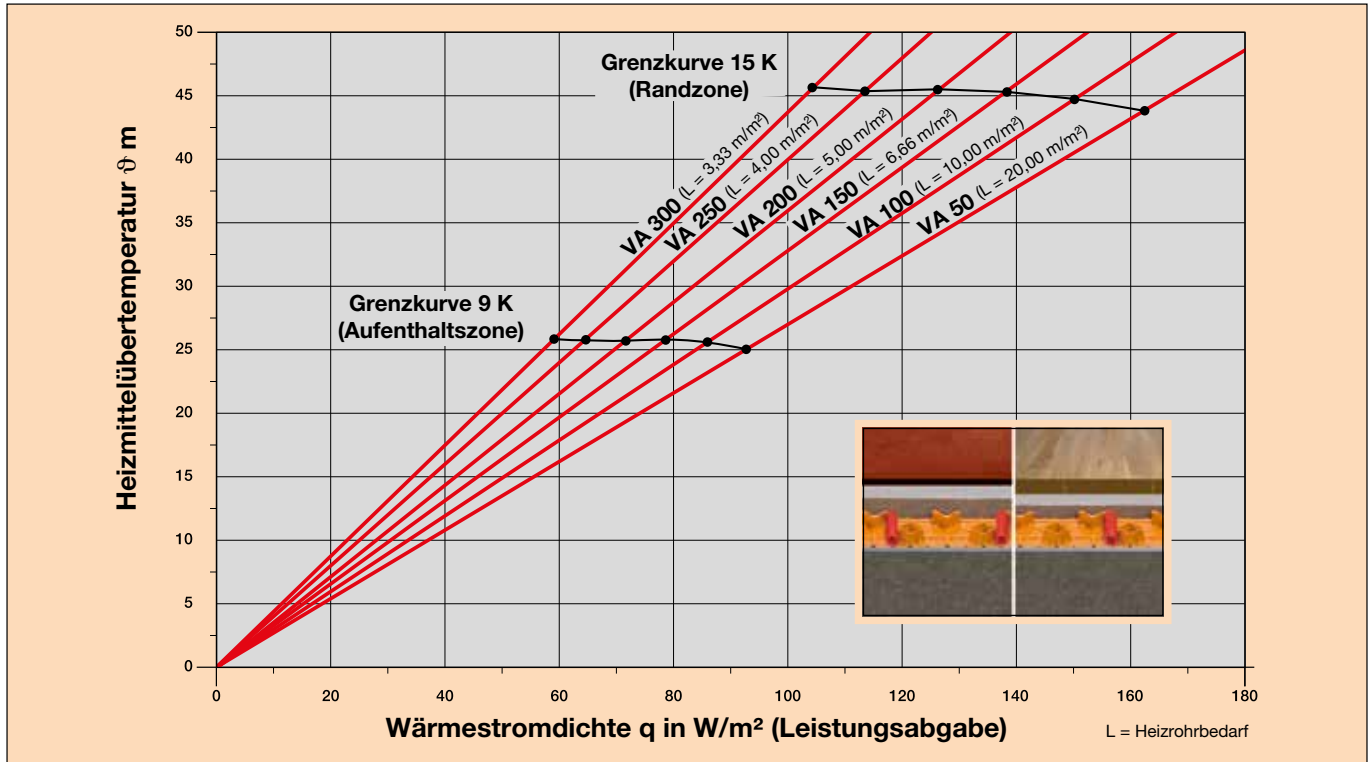 50
45
40
35
30
25
20
15
10
5
0
Heizmittelübertemperatur ϑ m
Grenzkurve 15 K
(Randzone)
Grenzkurve 9 K
(Aufenthaltszone)
VA 300 (L = 3,33 m/m²)
VA 250 (L = 4,00 m/m²)
VA 200 (L = 5,00 m/m²)
VA 150 (L = 6,66 m/m²)
VA 100 (L = 10,00 m/m²)
VA 50 (L = 20,00 m/m²)
0 20 40 60 80 100 120 140 160 180
Wärmestromdichte q in W/m² (Leistungsabgabe)
L = Heizrohrbedarf